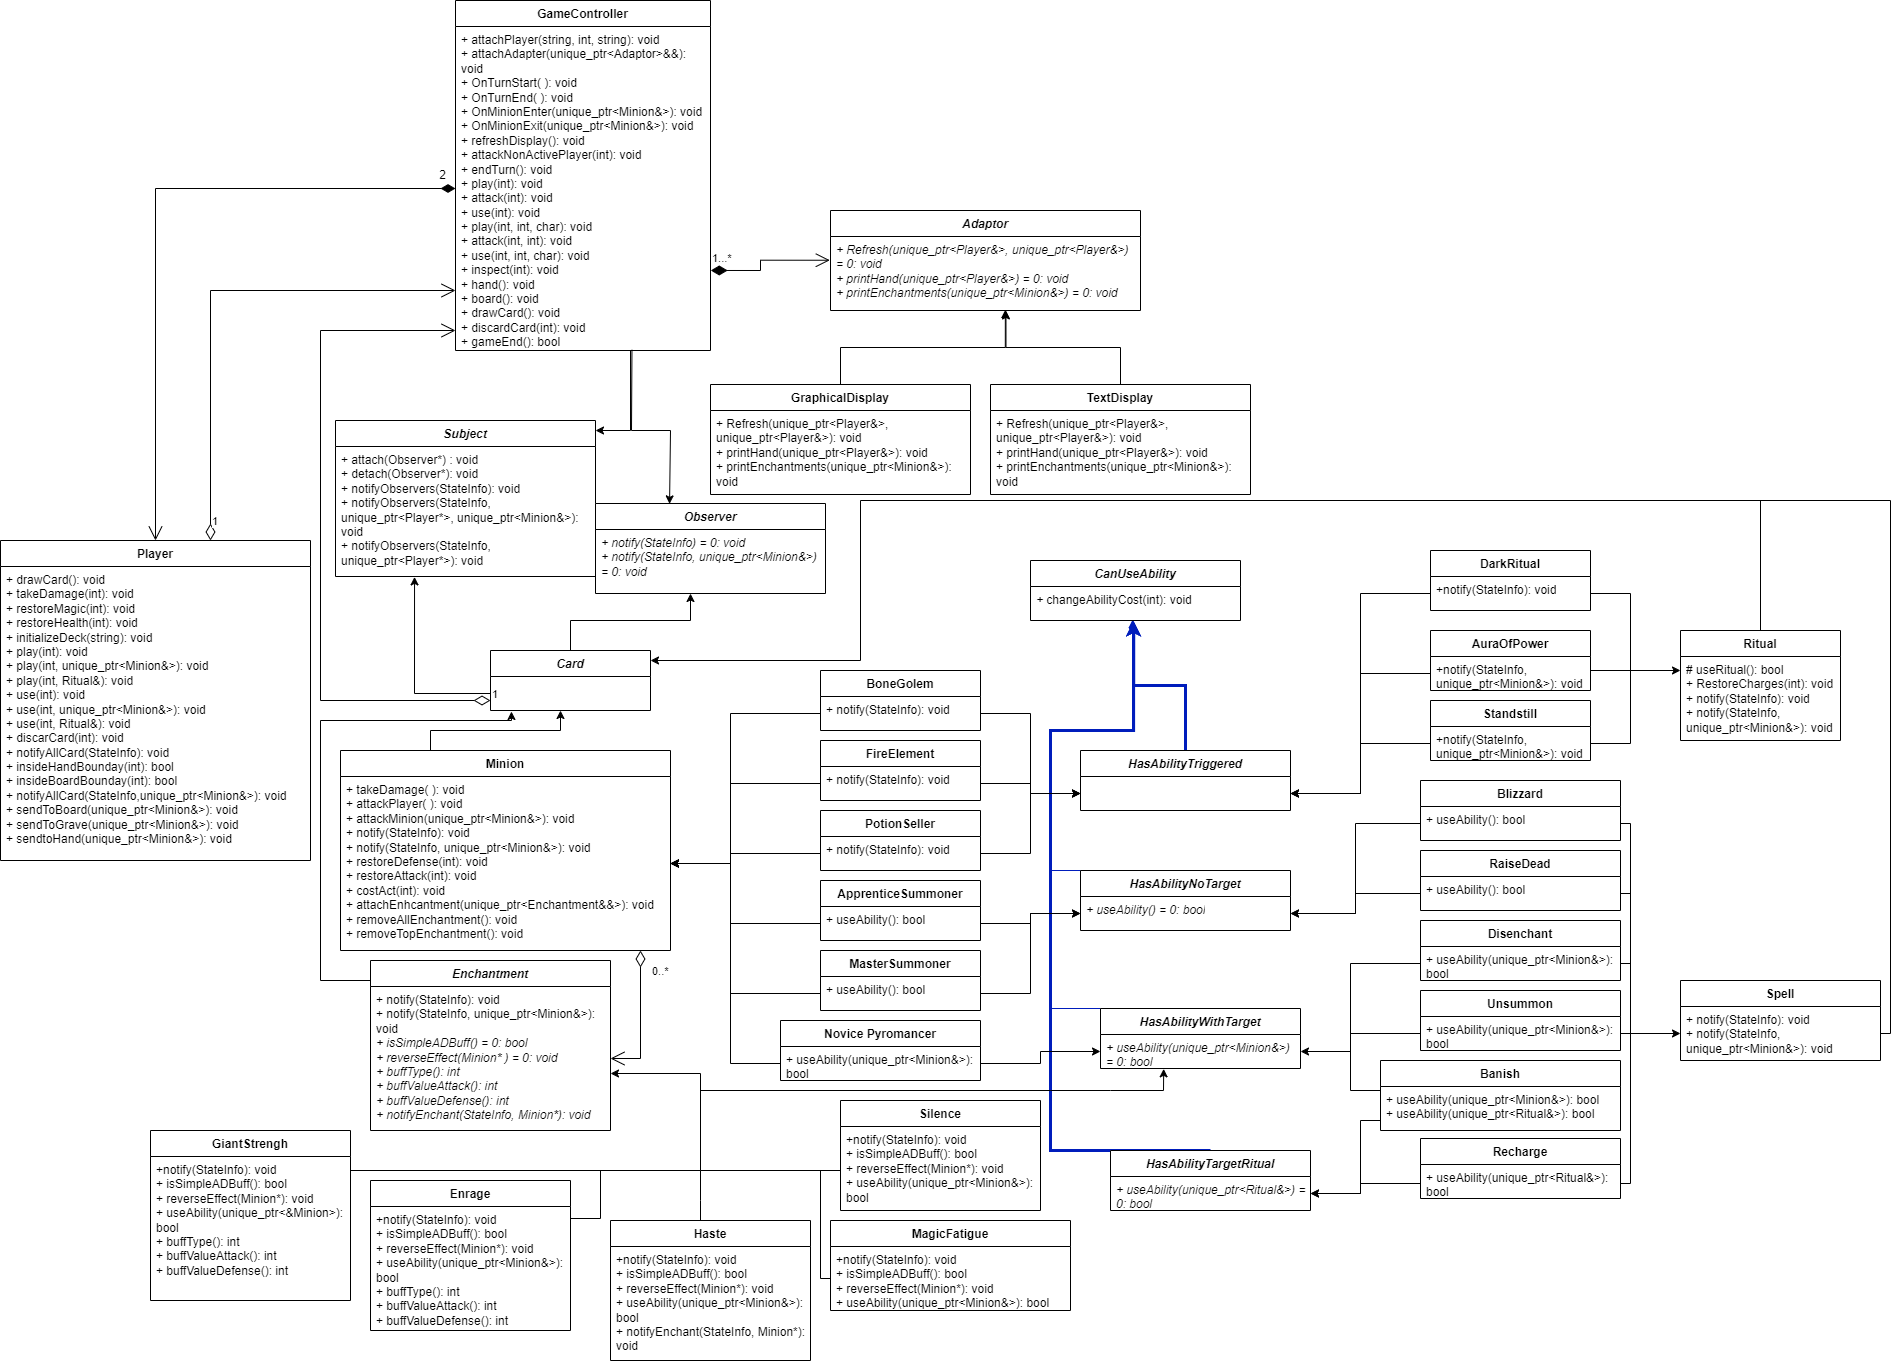 GameController
+ attachPlayer(string, int, string): void
+ attachAdapter(unique_ptr<Adaptor>&&):
void
+ OnTurnStart( ): void
+ OnTurnEnd( ): void
+ OnMinionEnter(unique_ptr<Minion&>): void
+ OnMinionExit(unique_ptr<Minion&>): void
+ refreshDisplay(): void
+ attackNonActivePlayer(int): void
+ endTurn(): void
+ play(int): void
+ attack(int): void
+ use(int): void
+ play(int, int, char): void
+ attack(int, int): void
+ use(int, int, char): void
+ inspect(int): void
+ hand(): void
+ board(): void
+ drawCard(): void
+ discardCard(int): void
+ gameEnd(): bool
2
1...*
Adaptor
+ Refresh(unique_ptr<Player&>, unique_ptr<Player&>)
= 0: void
+ printHand(unique_ptr<Player&>) = 0: void
+ printEnchantments(unique_ptr<Minion&>) = 0: void
GraphicalDisplay
+ Refresh(unique_ptr<Player&>,
unique_ptr<Player&>): void
+ printHand(unique_ptr<Player&>): void
+ printEnchantments(unique_ptr<Minion&>):
void
TextDisplay
+ Refresh(unique_ptr<Player&>,
unique_ptr<Player&>): void
+ printHand(unique_ptr<Player&>): void
+ printEnchantments(unique_ptr<Minion&>):
void
Subject
+ attach(Observer*) : void
+ detach(Observer*): void
+ notifyObservers(StateInfo): void
+ notifyObservers(StateInfo,
unique_ptr<Player*>, unique_ptr<Minion&>):
void
+ notifyObservers(StateInfo,
unique_ptr<Player*>): void
Observer
+ notify(StateInfo) = 0: void
+ notify(StateInfo, unique_ptr<Minion&>)
= 0: void
1
Player
+ drawCard(): void
+ takeDamage(int): void
+ restoreMagic(int): void
+ restoreHealth(int): void
+ initializeDeck(string): void
+ play(int): void
+ play(int, unique_ptr<Minion&>): void
+ play(int, Ritual&): void
+ use(int): void
+ use(int, unique_ptr<Minion&>): void
+ use(int, Ritual&): void
+ discarCard(int): void
+ notifyAllCard(StateInfo): void
+ insideHandBounday(int): bool
+ insideBoardBounday(int): bool
+ notifyAllCard(StateInfo,unique_ptr<Minion&>): void
+ sendToBoard(unique_ptr<Minion&>): void
+ sendToGrave(unique_ptr<Minion&>): void
+ sendtoHand(unique_ptr<Minion&>): void
Card
1
Minion
+ takeDamage( ): void
+ attackPlayer( ): void
+ attackMinion(unique_ptr<Minion&>): void
+ notify(StateInfo): void
+ notify(StateInfo, unique_ptr<Minion&>): void
+ restoreDefense(int): void
+ restoreAttack(int): void
+ costAct(int): void
+ attachEnhcantment(unique_ptr<Enchantment&&>): void
+ removeAllEnchantment(): void
+ removeTopEnchantment(): void
0..*
Enchantment
+ notify(StateInfo): void
+ notify(StateInfo, unique_ptr<Minion&>):
void
+ isSimpleADBuff() = 0: bool
+ reverseEffect(Minion* ) = 0: void
+ buffType(): int
+ buffValueAttack(): int
+ buffValueDefense(): int
+ notifyEnchant(StateInfo, Minion*): void
BoneGolem
+ notify(StateInfo): void
FireElement
+ notify(StateInfo): void
PotionSeller
+ notify(StateInfo): void
ApprenticeSummoner
+ useAbility(): bool
MasterSummoner
+ useAbility(): bool
Novice Pyromancer
+ useAbility(unique_ptr<Minion&>):
bool
CanUseAbility
+ changeAbilityCost(int): void
HasAbilityTriggered
HasAbilityNoTarget
+ useAbility() = 0: bool
HasAbilityWithTarget
+ useAbility(unique_ptr<Minion&>)
= 0: bool
HasAbilityTargetRitual
+ useAbility(unique_ptr<Ritual&>) =
0: bool
DarkRitual
+notify(StateInfo): void
AuraOfPower
+notify(StateInfo,
unique_ptr<Minion&>): void
Standstill
+notify(StateInfo,
unique_ptr<Minion&>): void
Ritual
# useRitual(): bool
+ RestoreCharges(int): void
+ notify(StateInfo): void
+ notify(StateInfo,
unique_ptr<Minion&>): void
Blizzard
+ useAbility(): bool
RaiseDead
+ useAbility(): bool
Disenchant
+ useAbility(unique_ptr<Minion&>):
bool
Unsummon
+ useAbility(unique_ptr<Minion&>):
bool
Banish
+ useAbility(unique_ptr<Minion&>): bool
+ useAbility(unique_ptr<Ritual&>): bool
Recharge
+ useAbility(unique_ptr<Ritual&>):
bool
Spell
+ notify(StateInfo): void
+ notify(StateInfo,
unique_ptr<Minion&>): void
GiantStrengh
+notify(StateInfo): void
+ isSimpleADBuff(): bool
+ reverseEffect(Minion*): void
+ useAbility(unique_ptr<&Minion>):
bool
+ buffType(): int
+ buffValueAttack(): int
+ buffValueDefense(): int
Enrage
+notify(StateInfo): void
+ isSimpleADBuff(): bool
+ reverseEffect(Minion*): void
+ useAbility(unique_ptr<Minion&>):
bool
+ buffType(): int
+ buffValueAttack(): int
+ buffValueDefense(): int
Haste
+notify(StateInfo): void
+ isSimpleADBuff(): bool
+ reverseEffect(Minion*): void
+ useAbility(unique_ptr<Minion&>):
bool
+ notifyEnchant(StateInfo, Minion*):
void
Silence
+notify(StateInfo): void
+ isSimpleADBuff(): bool
+ reverseEffect(Minion*): void
+ useAbility(unique_ptr<Minion&>):
bool
MagicFatigue
+notify(StateInfo): void
+ isSimpleADBuff(): bool
+ reverseEffect(Minion*): void
+ useAbility(unique_ptr<Minion&>): bool